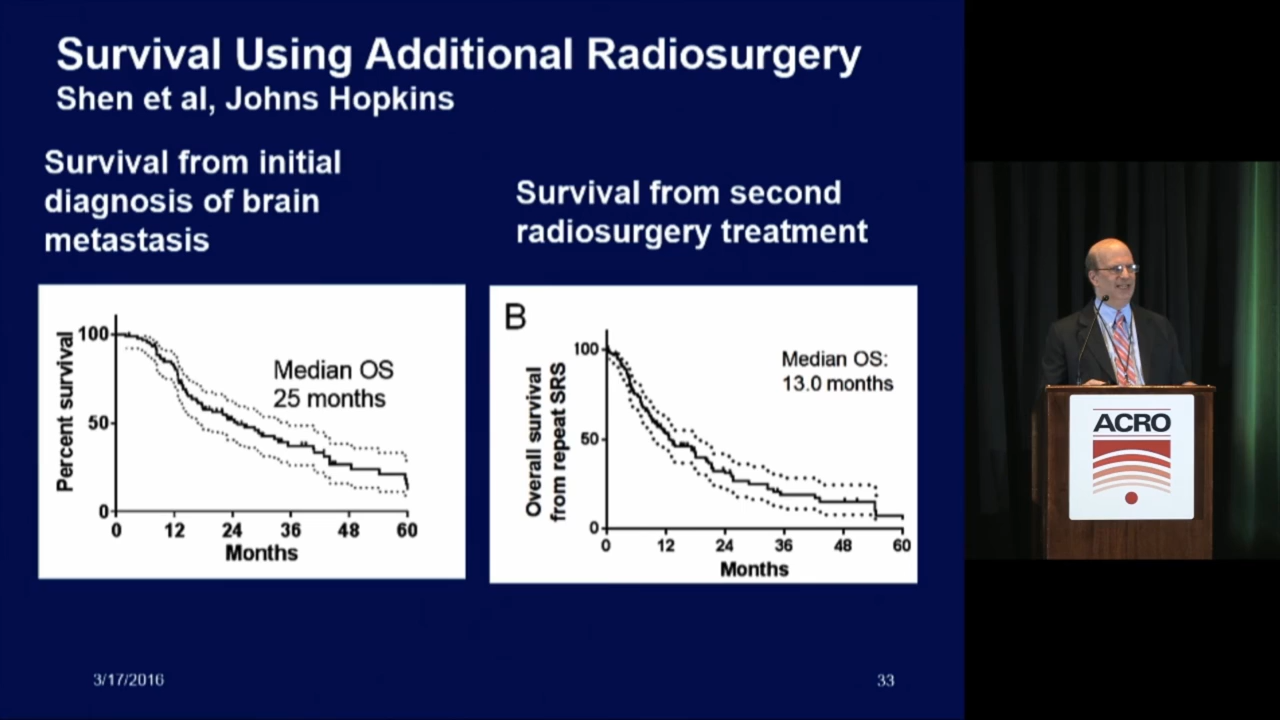 Survival Using Additional Radiosurgery
Shen et al, Johns Hopkins
Survival from initial
diagnosis of brain
metastasis
Survival from second
radiosurgery treatment
Percent survival
100
50
0
Median OS
25 months
0 12 24 36 48 60
Months
B
Overall survival
from repeat SRS
100
50
0
Median OS:
13.0 months
0 12 24 36 48 60
Months
3/17/2016
33
ACRO